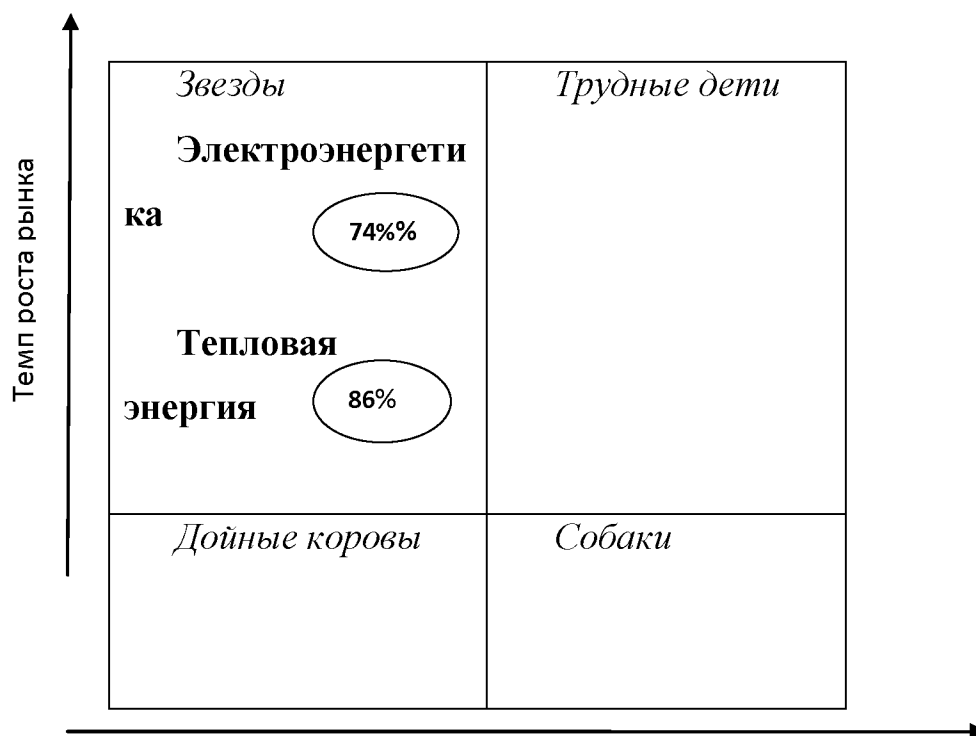 Темп роста рынка
Звезды
Электроэнергети
ка
74%%
Тепловая
энергия
86%
Трудные дети
Дойные коровы
Собаки